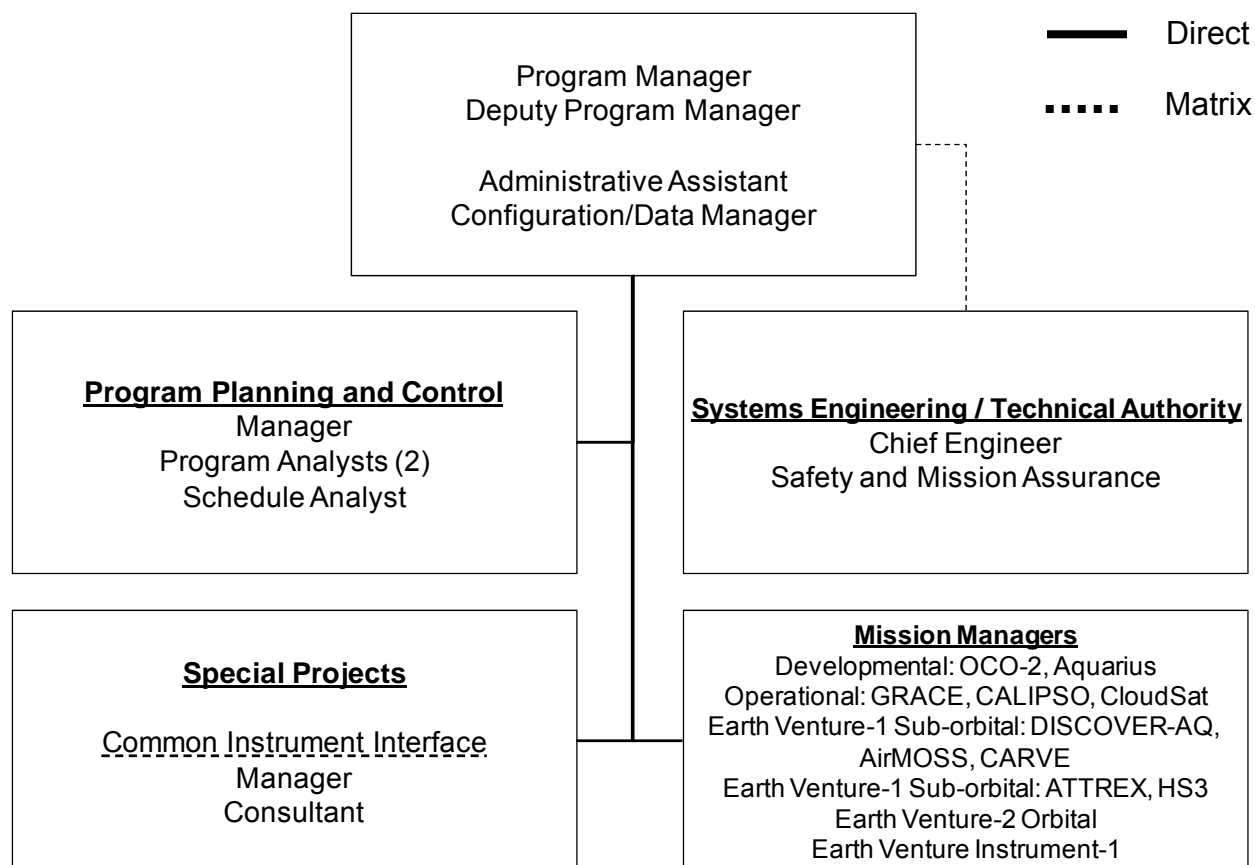 Direct
Matrix
Program Manager
Deputy Program Manager
Administrative Assistant
Configuration/Data Manager
Program Planning and Control
Manager
Program Analysts (2)
Schedule Analyst
Systems Engineering / Technical Authority
Chief Engineer
Safety and Mission Assurance
Special Projects
Common Instrument Interface
Manager
Consultant
Mission Managers
Developmental: OCO-2, Aquarius
Operational: GRACE, CALIPSO, CloudSat
Earth Venture-1 Sub-orbital: DISCOVER-AQ,
AirMOSS, CARVE
Earth Venture-1 Sub-orbital: ATTREX, HS3
Earth Venture-2 Orbital
Earth Venture Instrument-1